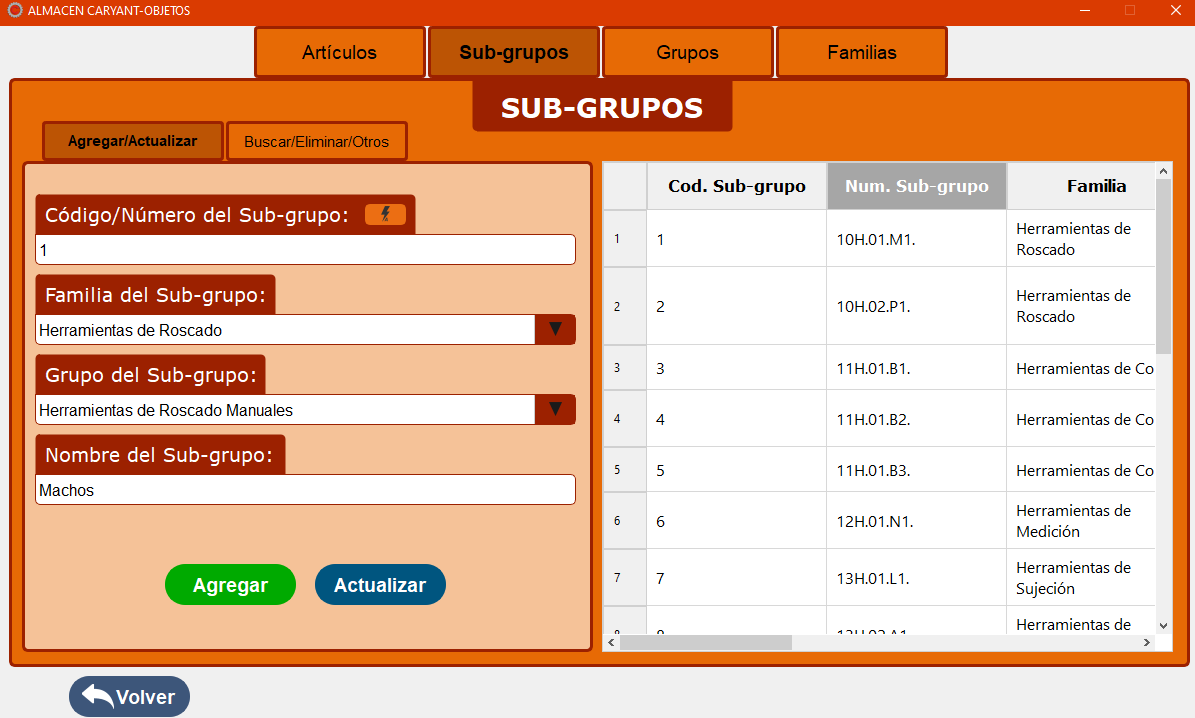 ALMACEN CARYANT-OBJETOS
Artículos
Sub-grupos
Grupos
Familias
SUB-GRUPOS
Agregar/Actualizar
Buscar/Eliminar/Otros
Código/Número del Sub-grupo:
1
Familia del Sub-grupo:
Herramientas de Roscado
Grupo del Sub-grupo:
Herramientas de Roscado Manuales
Nombre del Sub-grupo:
Machos
Agregar
Actualizar
Cod. Sub-grupo Num. Sub-grupo Familia
1 1 10H.01.M1. Herramientas de
Roscado
2 2 10H.02.P1. Herramientas de
Roscado
3 3 11H.01.B1. Herramientas de Co
4 4 11H.01.B2. Herramientas de Co
5 5 11H.01.B3. Herramientas de Co
6 6 12H.01.N1. Herramientas de
Medición
7 7 13H.01.L1. Herramientas de
Sujeción
Herramientas de
Volver